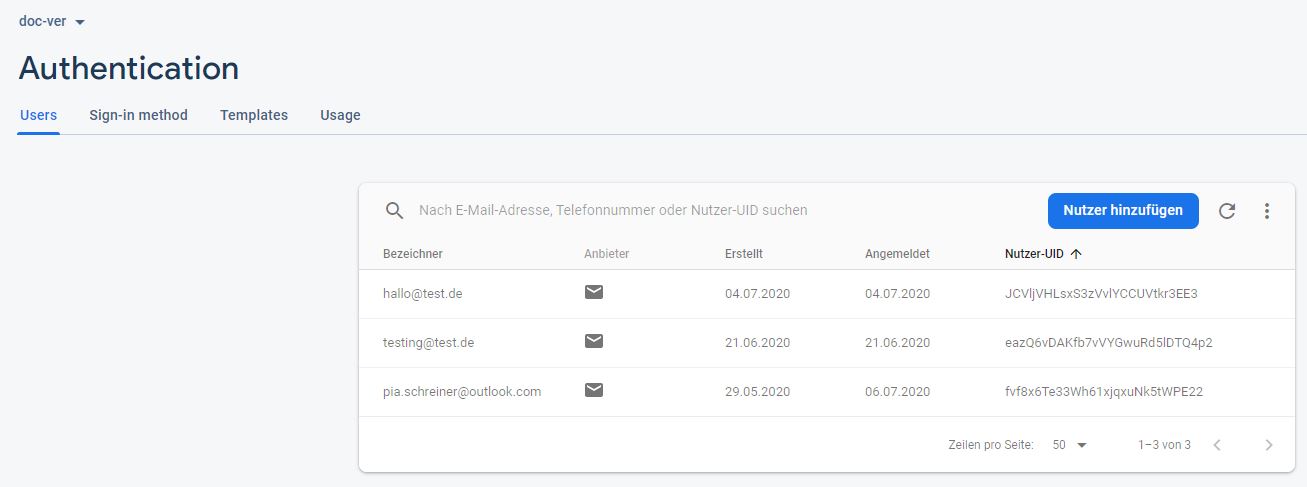 doc-ver
Authentication
Users Sign-in method Templates Usage
Nach E-Mail-Adresse, Telefonnummer oder Nutzer-UID suchen Nutzer hinzufügen
Bezeichner Anbieter Erstellt Angemeldet Nutzer-UID
hallo@test.de 04.07.2020 04.07.2020 JCVljVHLsxS3zVvlYCCUVtkr3EE3
testing@test.de 21.06.2020 21.06.2020 eazQ6vDAKfb7vVYGwuRd5lDTQ4p2
pia.schreiner@outlook.com 29.05.2020 06.07.2020 fvf8x6Te33Wh61xjqxuNk5tWPE22
Zeilen pro Seite: 50 1–3 von 3